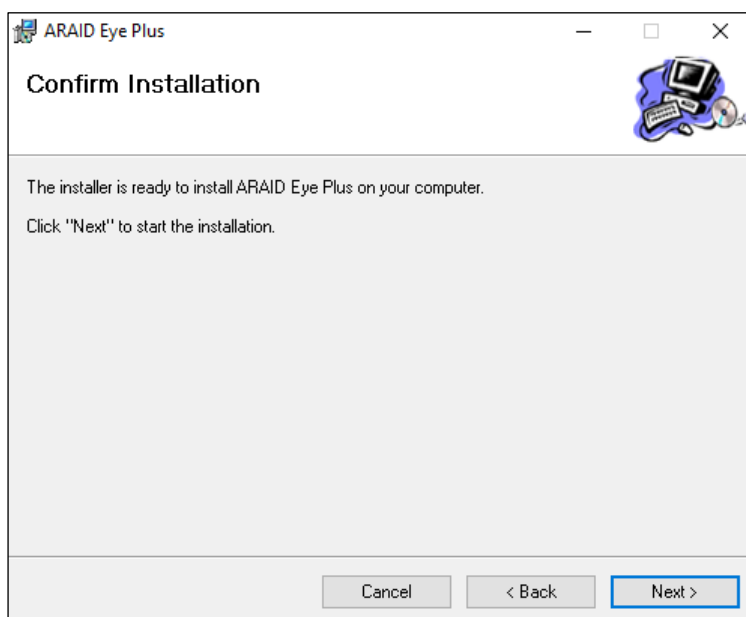 ARAID Eye Plus
Confirm Installation
The installer is ready to install ARAID Eye Plus on your computer.
Click "Next" to start the installation.
Cancel
< Back
Next >